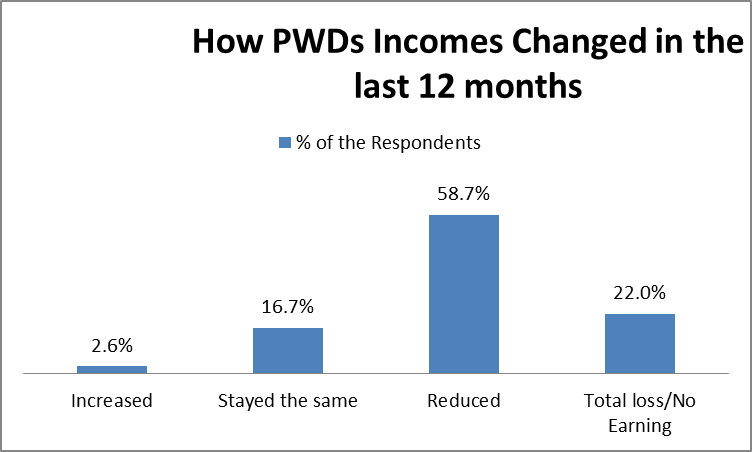 How PWDs Incomes Changed in the
last 12 months
% of the Respondents
58.7%
22.0%
16.7%
2.6%
Increased
Stayed the same
Reduced
Total loss/No
Earning